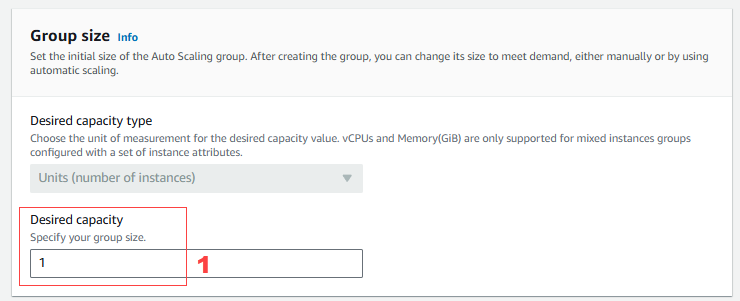 Group size Info
Set the initial size of the Auto Scaling group. After creating the group, you can change its size to meet demand, either manually or by using
automatic scaling.
Desired capacity type
Choose the unit of measurement for the desired capacity value. vCPUs and Memory(GiB) are only supported for mixed instances groups
configured with a set of instance attributes.
Units (number of instances)
Desired capacity
Specify your group size.
1 1